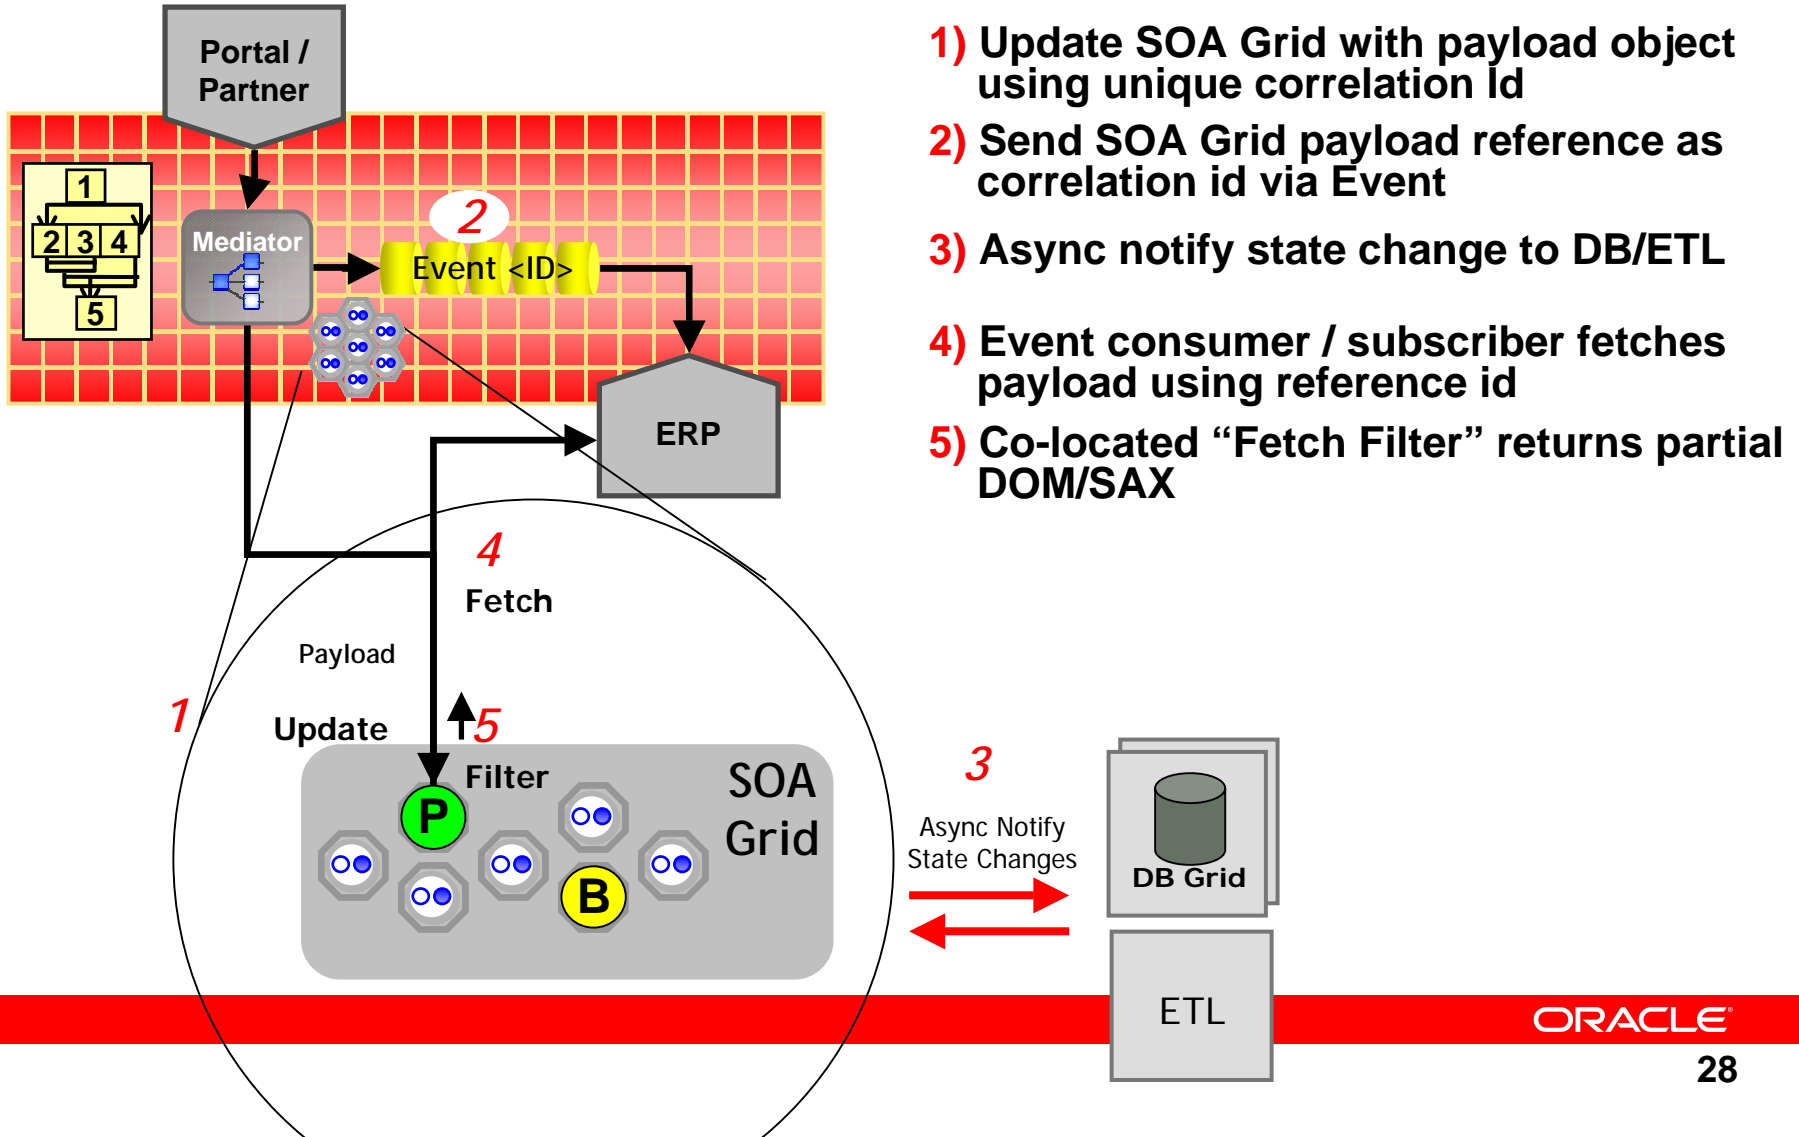 Portal /
Partner
1
2 3 4
5
Mediator
2
Event <ID>
ERP
4
Fetch
Payload
1
Update
5
Filter
SOA
Grid
P
B
3
Async Notify
State Changes
DB Grid
ETL
1) Update SOA Grid with payload object
using unique correlation Id
2) Send SOA Grid payload reference as
correlation id via Event
3) Async notify state change to DB/ETL
4) Event consumer / subscriber fetches
payload using reference id
5) Co-located “Fetch Filter” returns partial
DOM/SAX
ORACLE®
28